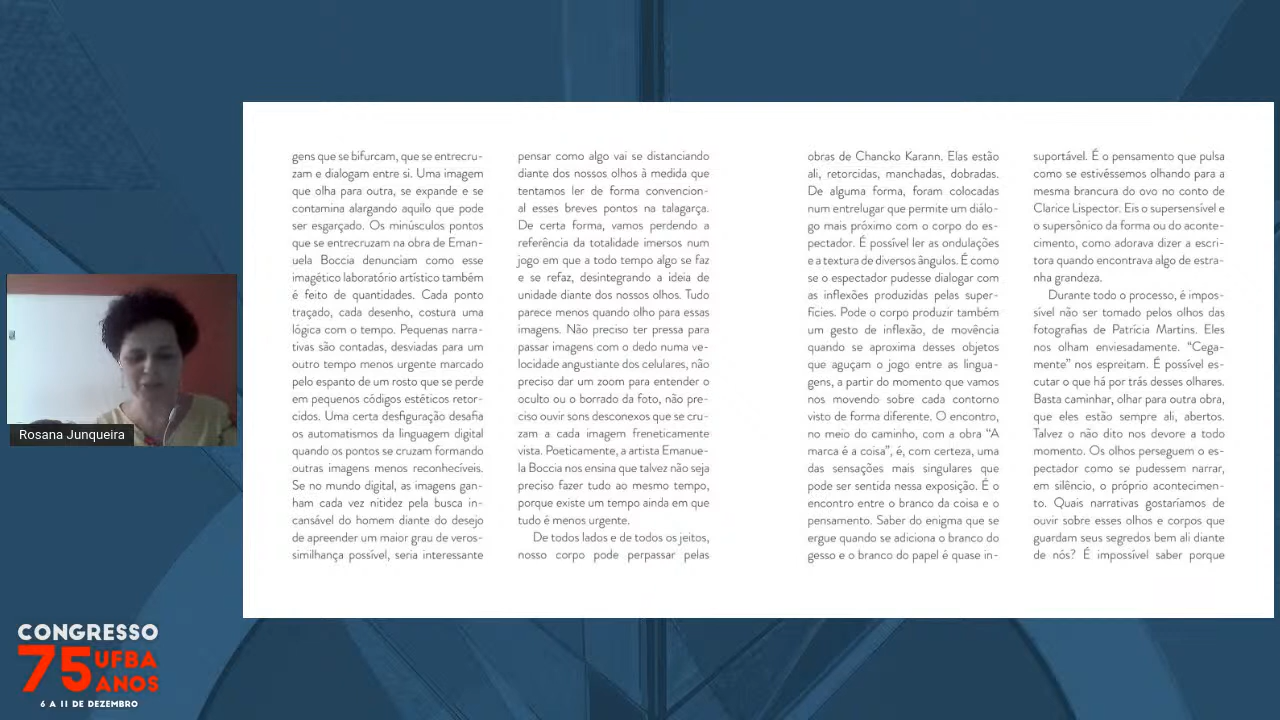 gens que se bifurcam, que se entrecru-
zam e dialogam entre si. Uma imagem
que olha para outra, se expande e se
contamina alargando aquilo que pode
ser esgarçado. Os minúsculos pontos
que se entrecruzam na obra de Eman-
uela Boccia denunciam como esse
imagético laboratório artístico também
é feito de quantidades. Cada ponto
traçado, cada desenho, costura uma
lógica com o tempo. Pequenas narra-
tivas são contadas, desviadas para um
outro tempo menos urgente marcado
pelo espanto de um rosto que se perde
em pequenos códigos estéticos retor-
cidos. Uma certa desfiguração desafia
os automatismos da linguagem digital
quando os pontos se cruzam formando
outras imagens menos reconhecíveis.
Se no mundo digital, as imagens gan-
ham cada vez nitidez pela busca in-
cansável do homem diante do desejo
de apreender um maior grau de veros-
similhança possível, seria interessante
pensar como algo vai se distanciando
diante dos nossos olhos à medida que
tentamos ler de forma convencion-
al esses breves pontos na talagarça.
De certa forma, vamos perdendo a
referência da totalidade imersos num
jogo em que a todo tempo algo se faz
e se refaz, desintegrando a ideia de
unidade diante dos nossos olhos. Tudo
parece menos quando olho para essas
imagens. Não preciso ter pressa para
passar imagens com o dedo numa ve-
locidade angustiante dos celulares, não
preciso dar um zoom para entender o
oculto ou o borrado da foto, não pre-
ciso ouvir sons desconexos que se cru-
zam a cada imagem freneticamente
vista. Poeticamente, a artista Emanue-
la Boccia nos ensina que talvez não seja
preciso fazer tudo ao mesmo tempo,
porque existe um tempo ainda em que
tudo é menos urgente.
De todos lados e de todos os jeitos,
nosso corpo pode perpassar pelas
obras de Chancko Karann. Elas estão
ali, retorcidas, manchadas, dobradas.
De alguma forma, foram colocadas
num entrelugar que permite um diálo-
go mais próximo com o corpo do es-
pectador. É possível ler as ondulações
e a textura de diversos ângulos. É como
se o espectador pudesse dialogar com
as inflexões produzidas pelas super-
fícies. Pode o corpo produzir também
um gesto de inflexão, de movência
quando se aproxima desses objetos
que aguçam o jogo entre as lingua-
gens, a partir do momento que vamos
nos movendo sobre cada contorno
visto de forma diferente. O encontro,
no meio do caminho, com a obra “A
marca é a coisa”, é, com certeza, uma
das sensações mais singulares que
pode ser sentida nessa exposição. É o
encontro entre o branco da coisa e o
pensamento. Saber do enigma que se
ergue quando se adiciona o branco do
gesso e o branco do papel é quase in-
suportável. É o pensamento que pulsa
como se estivêssemos olhando para a
mesma brancura do ovo no conto de
Clarice Lispector. Eis o supersensível e
o supersônico da forma ou do aconte-
cimento, como adorava dizer a escri-
tora quando encontrava algo de estra-
nha grandeza.
Durante todo o processo, é impos-
sível não ser tomado pelos olhos das
fotografias de Patrícia Martins. Eles
nos olham enviesadamente. “Cega-
mente” nos espreitam. É possível es-
cutar o que há por trás desses olhares.
Basta caminhar, olhar para outra obra,
que eles estão sempre ali, abertos.
Talvez o não dito nos devore a todo
momento. Os olhos perseguem o es-
pectador como se pudessem narrar,
em silêncio, o próprio acontecimen-
to. Quais narrativas gostaríamos de
ouvir sobre esses olhos e corpos que
guardam seus segredos bem ali diante
de nós? É impossível saber porque
Rosana Junqueira
CONGRESSO
75 UFBA
ANOS
6 A 11 DE DEZEMBRO